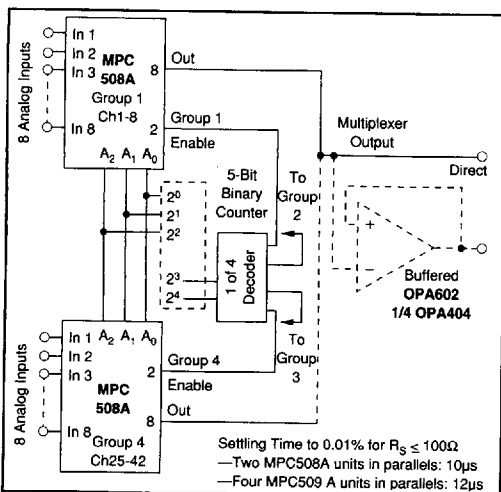 8 Analog Inputs
In 1
In 2
In 3
In 8
MPC
508A
Group 1
Ch1-8
8
Out
2
Group 1
Enable
A₂ A₁ A₀
5-Bit
Binary
Counter
2⁰
2¹
2²
2³
2⁴
1 of 4
Decoder
To
Group
2
To
Group
3
Multiplexer
Output
Direct
+
−
Buffered
OPA602
1/4 OPA404
8 Analog Inputs
In 1
In 2
In 3
In 8
A₂ A₁ A₀
MPC
508A
2
Group 4
Enable
8
Out
Group 4
Ch25-42
Settling Time to 0.01% for R_S ≤ 100Ω
—Two MPC508A units in parallels: 10µs
—Four MPC509 A units in parallels: 12µs